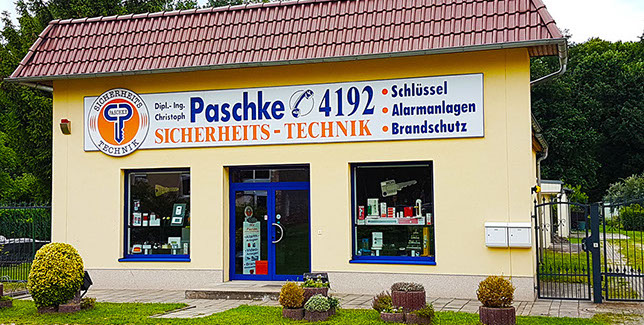 SICHERHEITS
TECHNIK
Dipl.- Ing.
Christoph
Paschke 4192
SICHERHEITS - TECHNIK
• Schlüssel
• Alarmanlagen
• Brandschutz